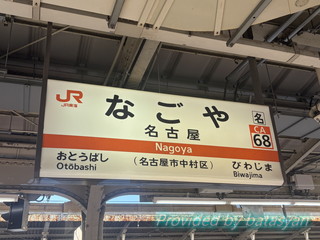 JR
JR東海
なごや
名古屋
Nagoya
名
CA
68
おとうばし
Otōbashi
(名古屋市中村区)
びわじま
Biwajima
Provided by batusyan